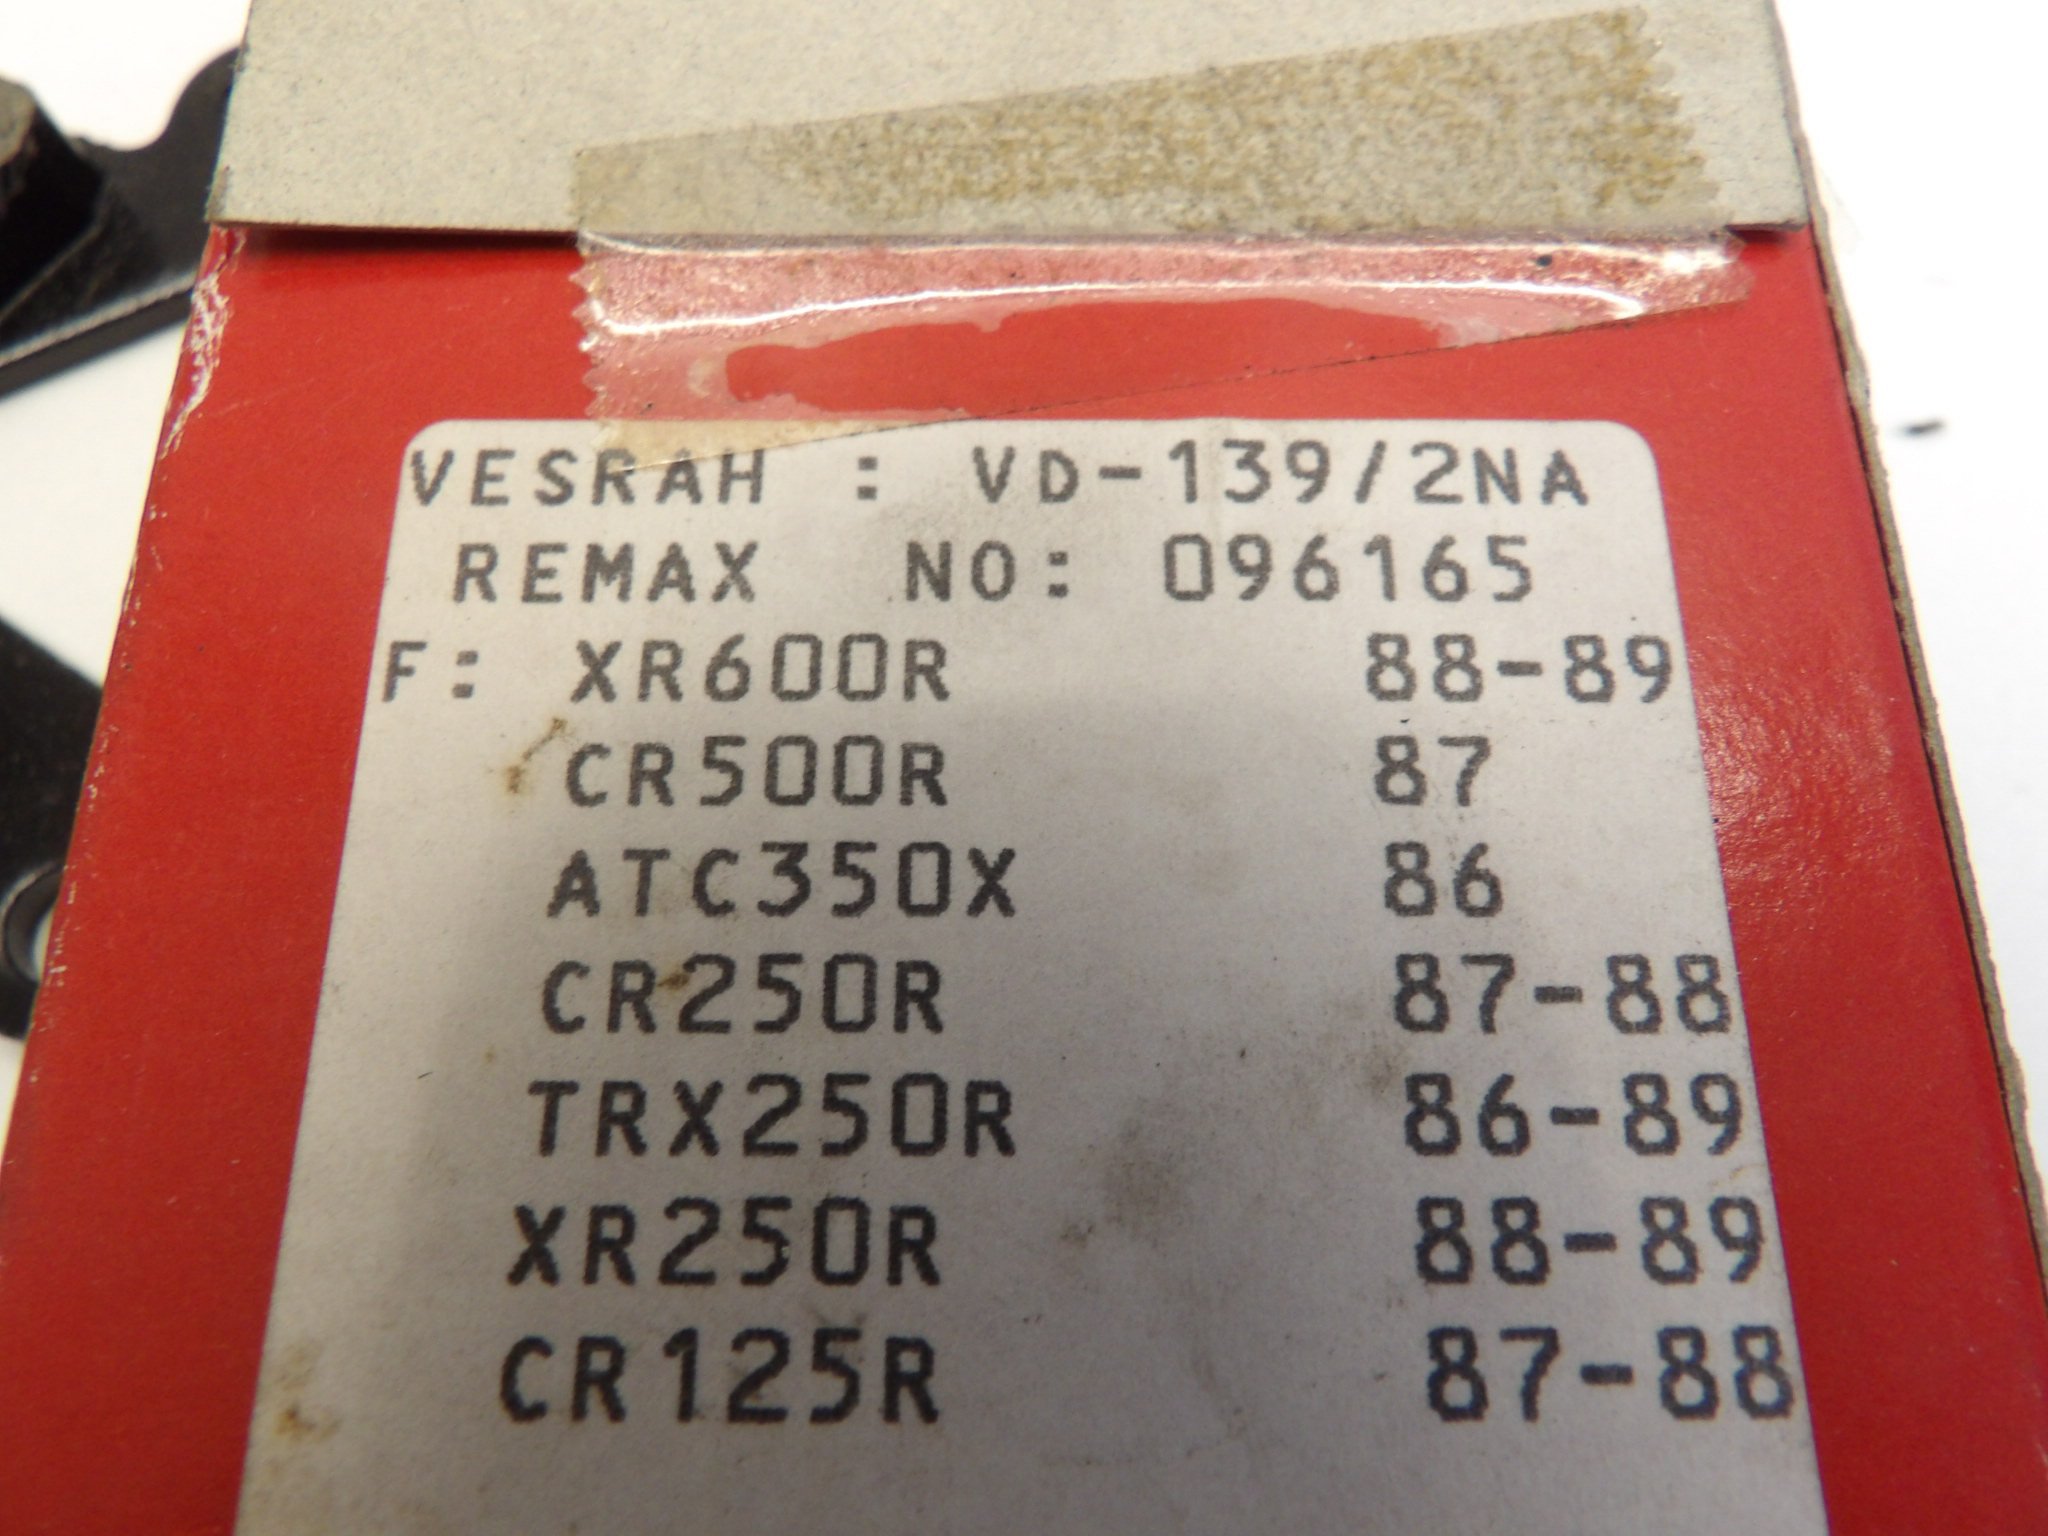 VESRAH : VD-139/2NA
REMAX NO: 096165
F: XR600R 88-89
CR500R 87
ATC350X 86
CR250R 87-88
TRX250R 86-89
XR250R 88-89
CR125R 87-88